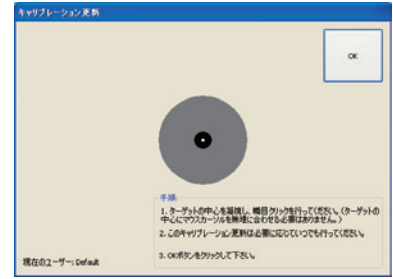 キャリブレーション更新
OK
手順:
1. ターゲットの中心を凝視し、瞬目クリックを行ってください。(ターゲットの
中心にマウスカーソルを無理に合わせる必要はありません。)
2. このキャリブレーション更新は必要に応じていつでも行ってください。
3. OKボタンをクリックして下さい。
現在のユーザー: Default